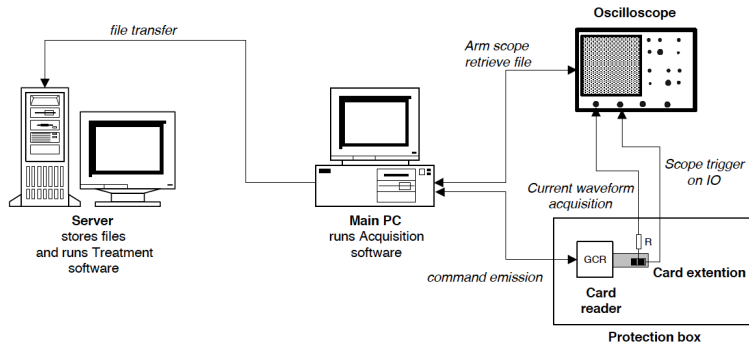 file transfer
Oscilloscope
Arm scope
retrieve file
Scope trigger
on IO
Current waveform
acquisition
Server
stores files
and runs Treatment
software
Main PC
runs Acquisition
software
R
GCR
Card extention
command emission
Card
reader
Protection box